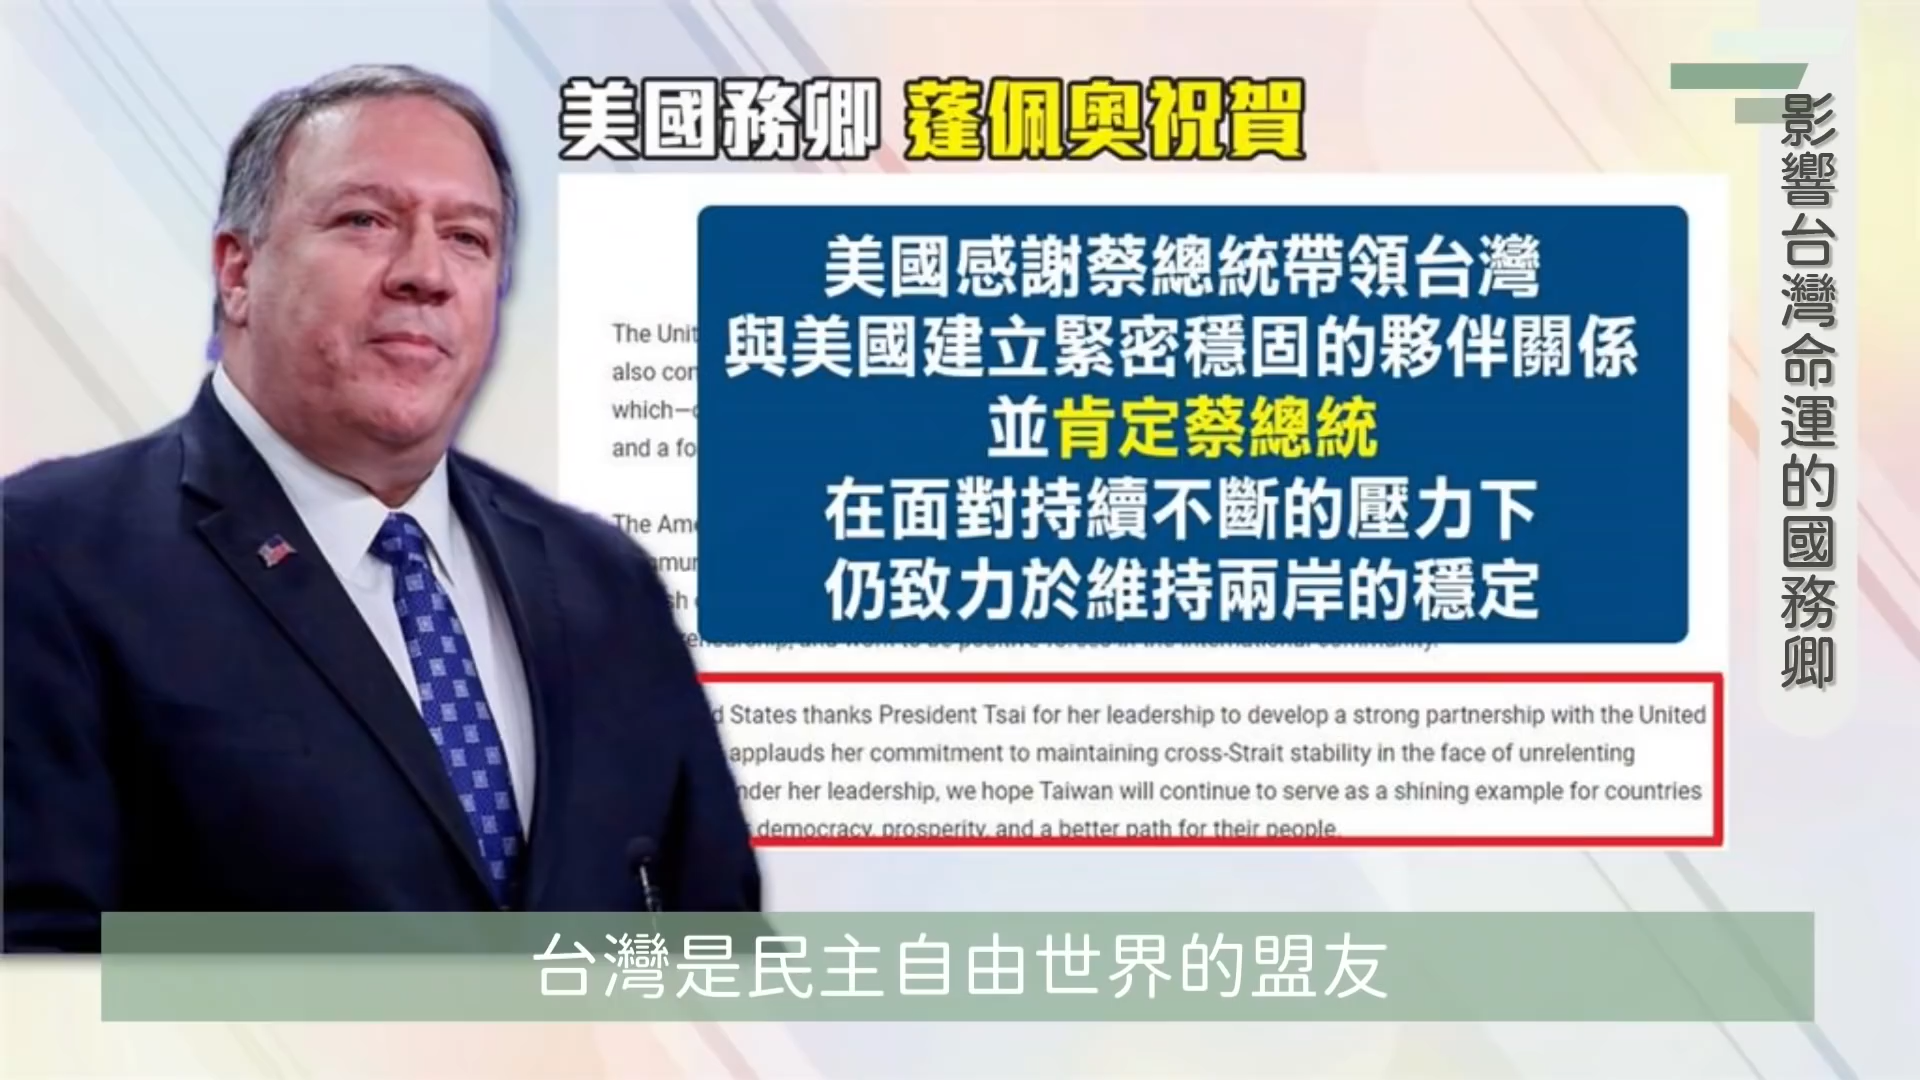 美國務卿 蓬佩奧祝賀
影響台灣命運的國務卿
美國感謝蔡總統帶領台灣
與美國建立緊密穩固的夥伴關係
並肯定蔡總統
在面對持續不斷的壓力下
仍致力於維持兩岸的穩定
The
also
which—
and a
The
States thanks President Tsai for her leadership to develop a strong partnership with the United
applauds her commitment to maintaining cross-Strait stability in the face of unrelenting
her leadership, we hope Taiwan will continue to serve as a shining example for countries
democracy, prosperity, and a better path for their people.
台灣是民主自由世界的盟友